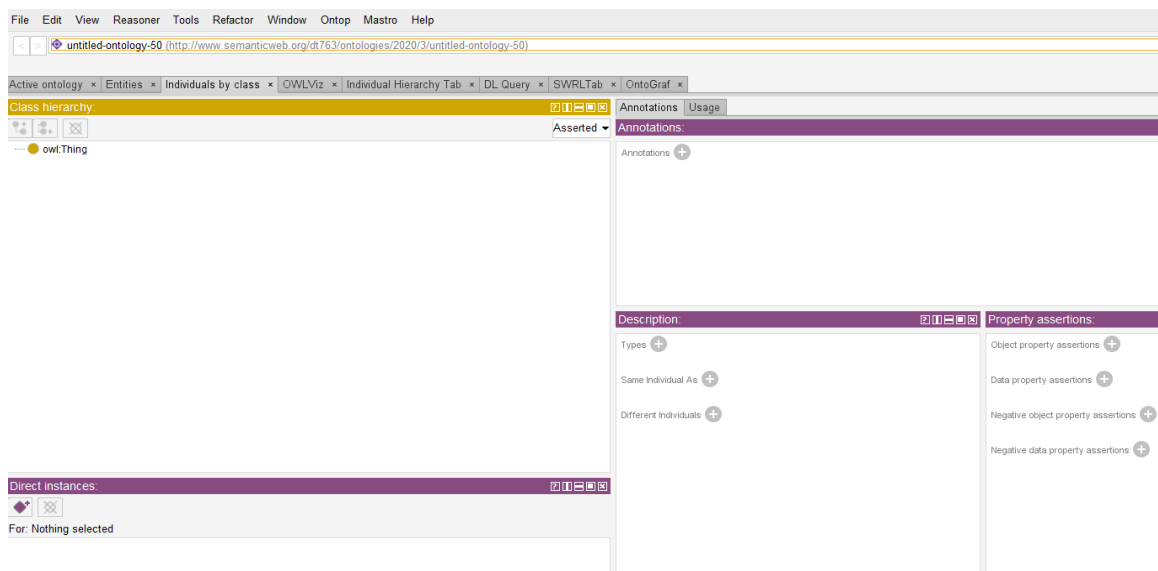 File Edit View Reasoner Tools Refactor Window Ontop Mastro Help
< > untitled-ontology-50 (http://www.semanticweb.org/dt763/ontologies/2020/3/untitled-ontology-50)
Active ontology × Entities × Individuals by class × OWLViz × Individual Hierarchy Tab × DL Query × SWRLTab × OntoGraf ×
Class hierarchy:
Asserted
owl:Thing
Annotations Usage
Annotations:
Annotations
Description:
Types
Same Individual As
Different Individuals
Property assertions:
Object property assertions
Data property assertions
Negative object property assertions
Negative data property assertions
Direct instances:
For: Nothing selected